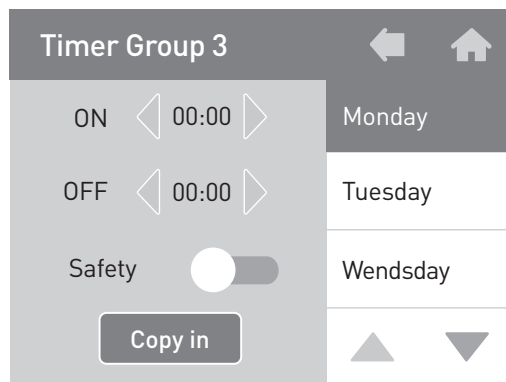 Timer Group 3
ON 00:00
OFF 00:00
Safety
Copy in
Monday
Tuesday
Wendsday